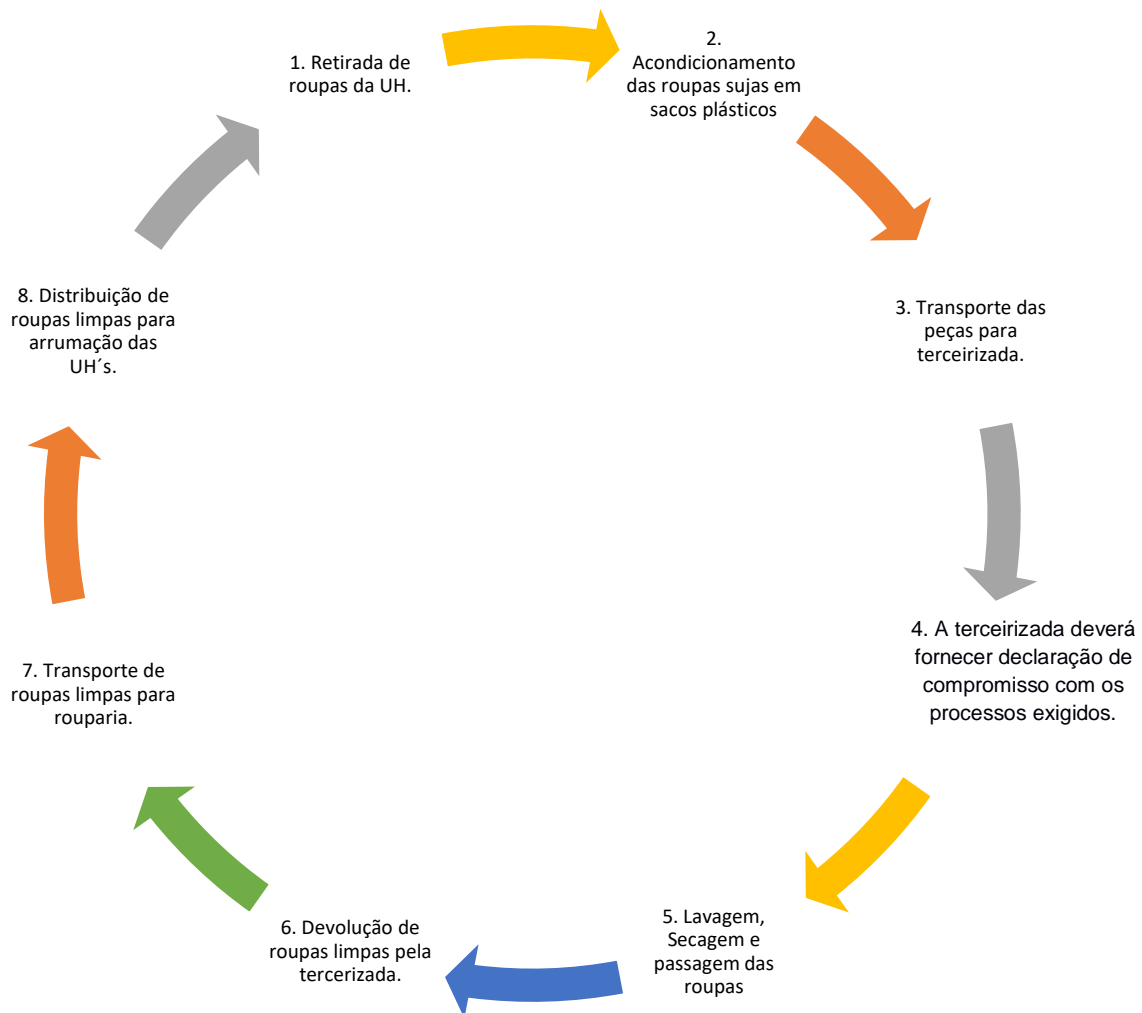 1. Retirada de
roupas da UH.
2.
Acondicionamento
das roupas sujas em
sacos plásticos
3. Transporte das
peças para
terceirizada.
4. A terceirizada deverá
fornecer declaração de
compromisso com os
processos exigidos.
5. Lavagem,
Secagem e
passagem das
roupas
6. Devolução de
roupas limpas pela
tercerizada.
7. Transporte de
roupas limpas para
rouparia.
8. Distribuição de
roupas limpas para
arrumação das
UH´s.